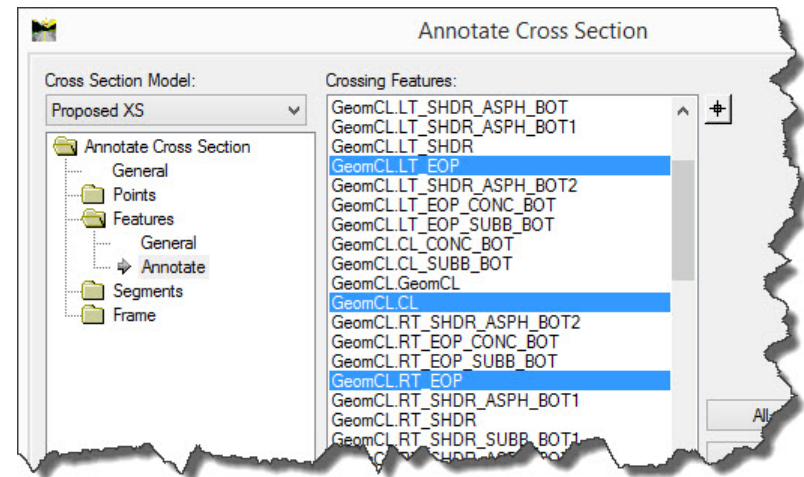 Annotate Cross Section
Cross Section Model:
Proposed XS
Annotate Cross Section
General
Points
Features
General
Annotate
Segments
Frame
Crossing Features:
GeomCL.LT_SHDR_ASPH_BOT
GeomCL.LT_SHDR_ASPH_BOT1
GeomCL.LT_SHDR
GeomCL.LT_EOP
GeomCL.LT_SHDR_ASPH_BOT2
GeomCL.LT_EOP_CONC_BOT
GeomCL.LT_EOP_SUBB_BOT
GeomCL.CL_CONC_BOT
GeomCL.CL_SUBB_BOT
GeomCL.GeomCL
GeomCL.CL
GeomCL.RT_SHDR_ASPH_BOT2
GeomCL.RT_EOP_CONC_BOT
GeomCL.RT_EOP_SUBB_BOT
GeomCL.RT_EOP
GeomCL.RT_SHDR_ASPH_BOT1
GeomCL.RT_SHDR
GeomCL.RT_SHDR_SUBB_BOT1
All